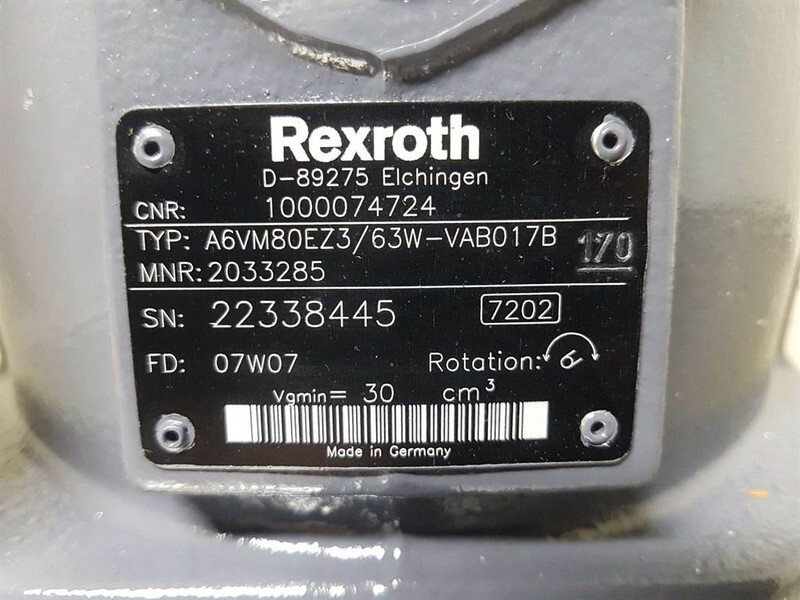 Rexroth
D-89275 Elchingen
CNR: 1000074724
TYP: A6VM80EZ3/63W-VAB017B
170
MNR: 2033285
SN: 22338445 7202
FD: 07W07 Rotation:
Vgmin= 30 cm³
Made in Germany